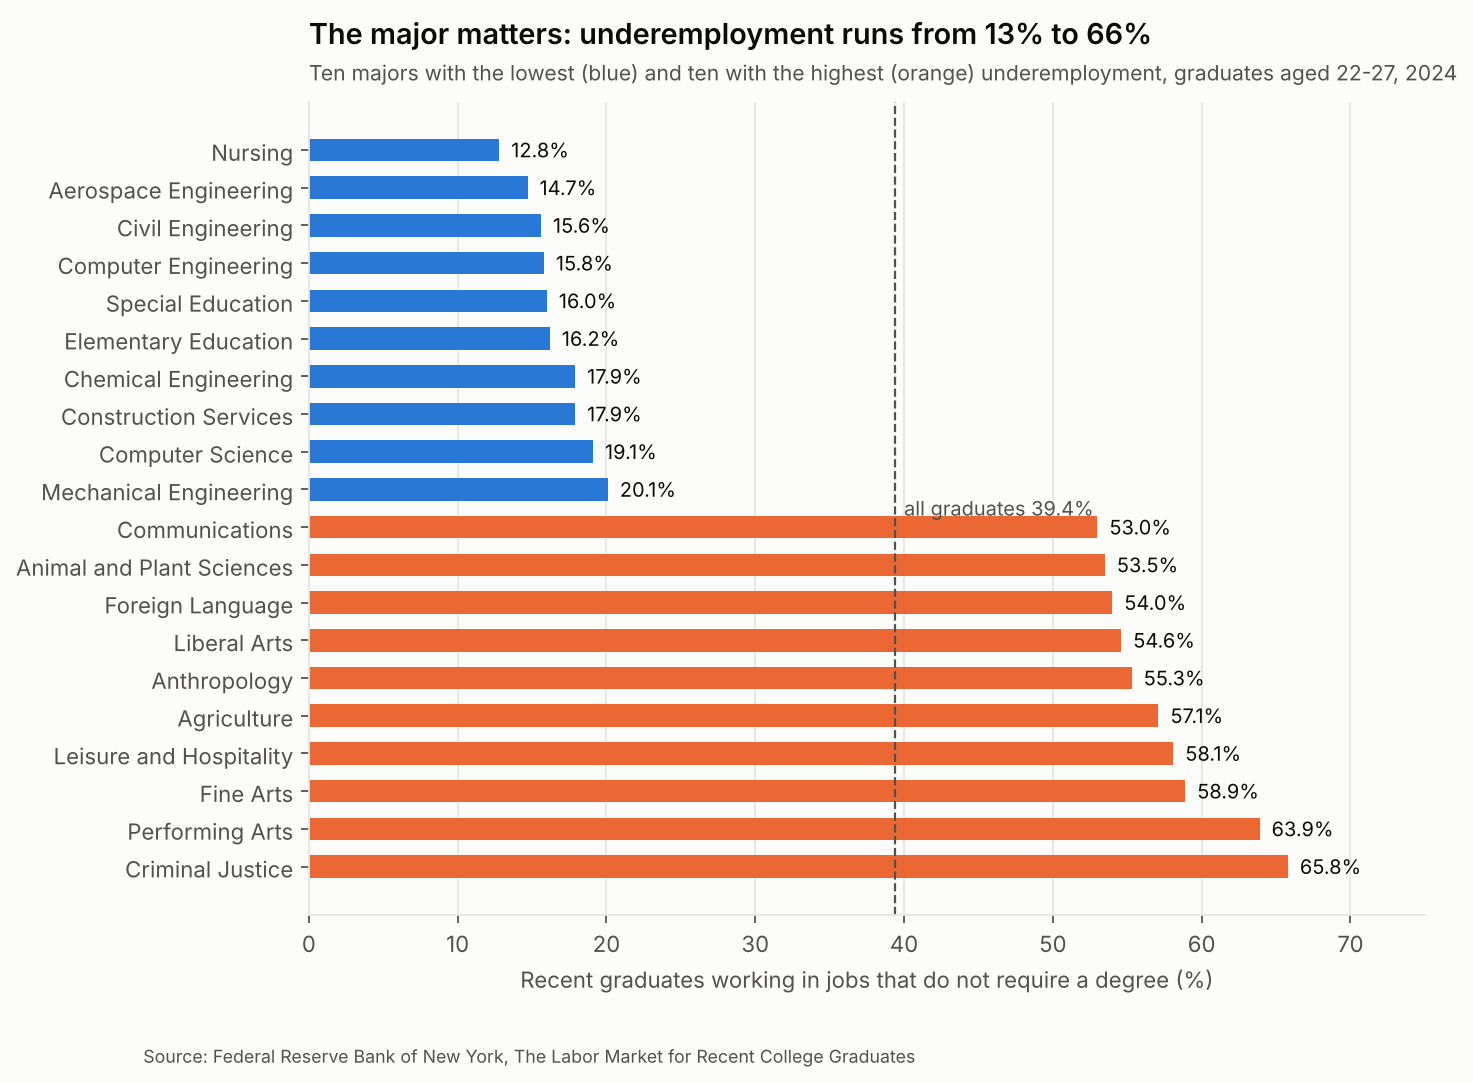 The major matters: underemployment runs from 13% to 66%
Ten majors with the lowest (blue) and ten with the highest (orange) underemployment, graduates aged 22-27, 2024
Nursing 12.8%
Aerospace Engineering 14.7%
Civil Engineering 15.6%
Computer Engineering 15.8%
Special Education 16.0%
Elementary Education 16.2%
Chemical Engineering 17.9%
Construction Services 17.9%
Computer Science 19.1%
Mechanical Engineering 20.1%
all graduates 39.4%
Communications 53.0%
Animal and Plant Sciences 53.5%
Foreign Language 54.0%
Liberal Arts 54.6%
Anthropology 55.3%
Agriculture 57.1%
Leisure and Hospitality 58.1%
Fine Arts 58.9%
Performing Arts 63.9%
Criminal Justice 65.8%
0 10 20 30 40 50 60 70
Recent graduates working in jobs that do not require a degree (%)
Source: Federal Reserve Bank of New York, The Labor Market for Recent College Graduates